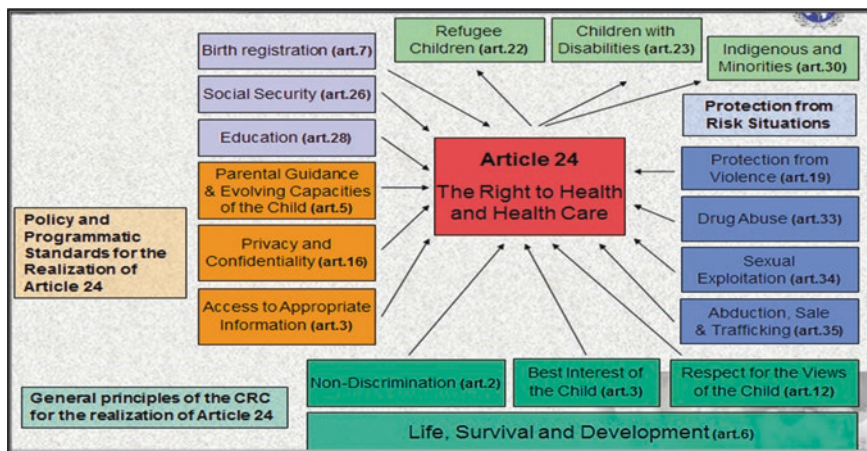 Birth registration (art.7)
Refugee
Children (art.22)
Children with
Disabilities (art.23)
Indigenous and
Minorities (art.30)
Social Security (art.26)
Education (art.28)
Protection from
Risk Situations
Article 24
The Right to Health
and Health Care
Parental Guidance
& Evolving Capacities
of the Child (art.5)
Protection from
Violence (art.19)
Policy and
Programmatic
Standards for the
Realization of
Article 24
Privacy and
Confidentiality (art.16)
Drug Abuse (art.33)
Sexual
Exploitation (art.34)
Access to Appropriate
Information (art.3)
Abduction, Sale
& Trafficking (art.35)
General principles of the CRC
for the realization of Article 24
Non-Discrimination (art.2)
Best Interest of
the Child (art.3)
Respect for the Views
of the Child (art.12)
Life, Survival and Development (art.6)